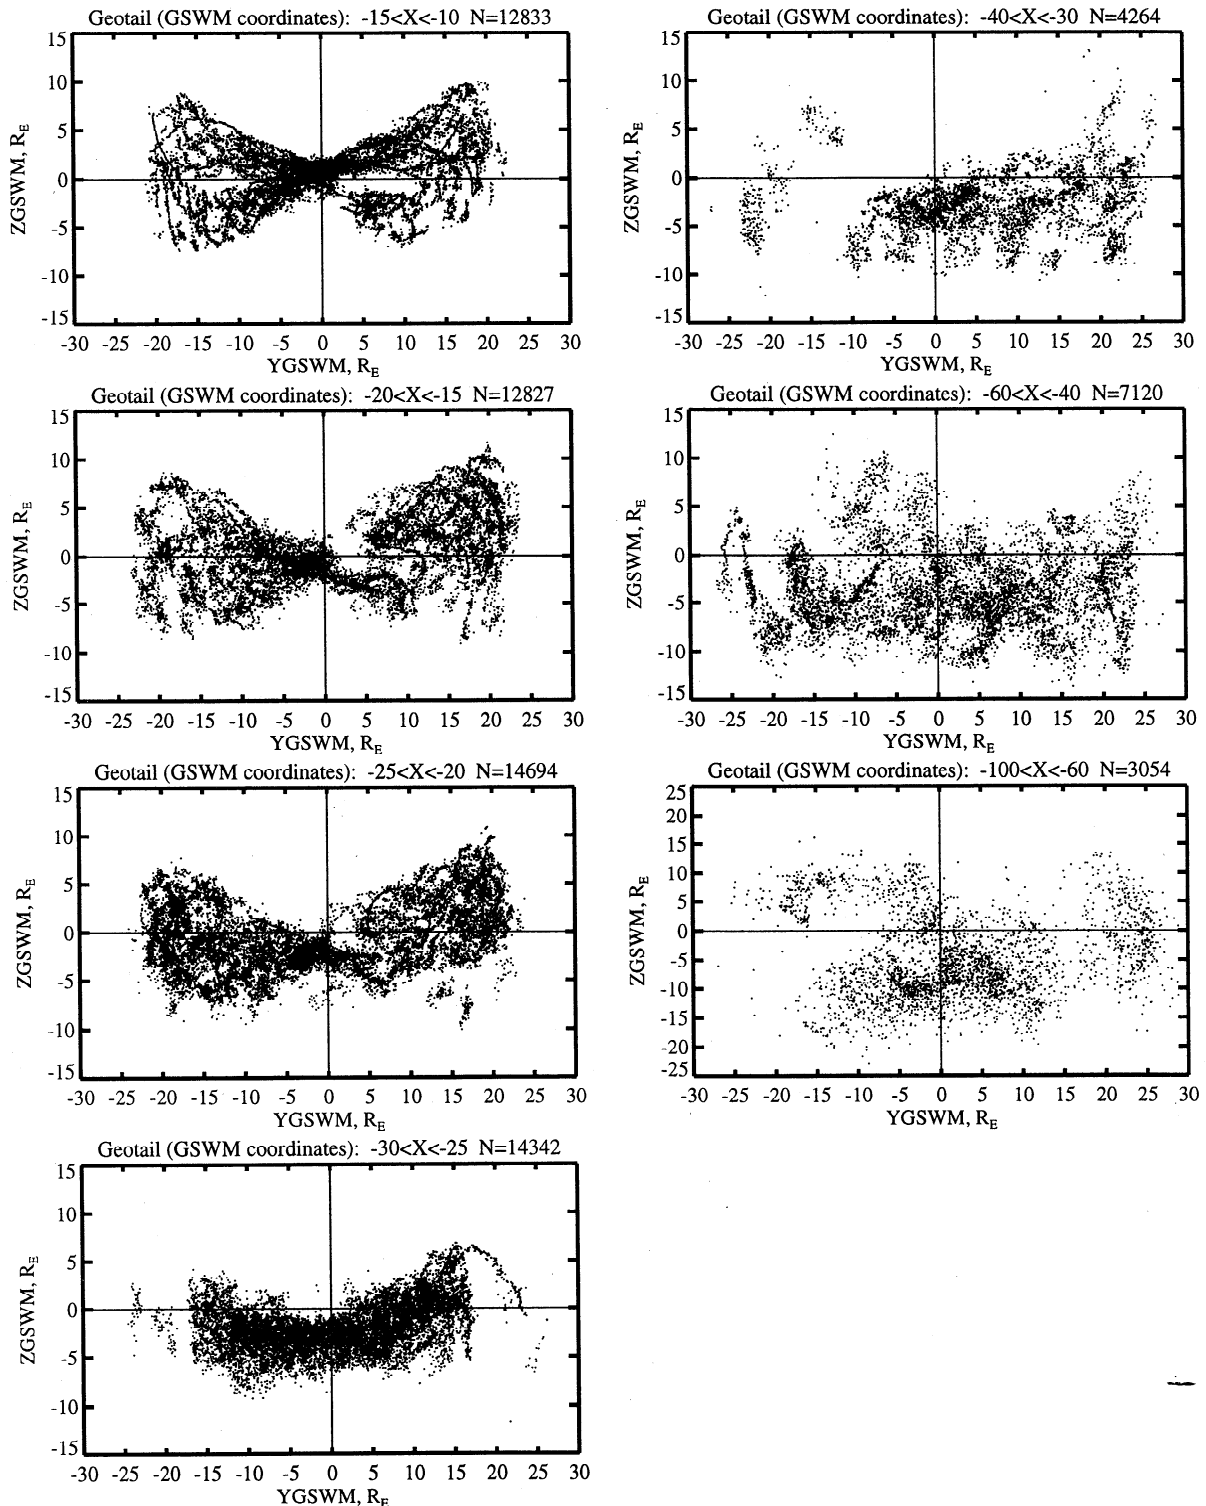 Geotail (GSWM coordinates): -15<X<-10 N=12833
15
10
5
0
-5
-10
-15
ZGSWM, RE
-30 -25 -20 -15 -10 -5 0 5 10 15 20 25 30
YGSWM, RE
Geotail (GSWM coordinates): -20<X<-15 N=12827
15
10
5
0
-5
-10
-15
ZGSWM, RE
-30 -25 -20 -15 -10 -5 0 5 10 15 20 25 30
YGSWM, RE
Geotail (GSWM coordinates): -25<X<-20 N=14694
15
10
5
0
-5
-10
-15
ZGSWM, RE
-30 -25 -20 -15 -10 -5 0 5 10 15 20 25 30
YGSWM, RE
Geotail (GSWM coordinates): -30<X<-25 N=14342
15
10
5
0
-5
-10
-15
ZGSWM, RE
-30 -25 -20 -15 -10 -5 0 5 10 15 20 25 30
YGSWM, RE
Geotail (GSWM coordinates): -40<X<-30 N=4264
15
10
5
0
-5
-10
-15
ZGSWM, RE
-30 -25 -20 -15 -10 -5 0 5 10 15 20 25 30
YGSWM, RE
Geotail (GSWM coordinates): -60<X<-40 N=7120
15
10
5
0
-5
-10
-15
ZGSWM, RE
-30 -25 -20 -15 -10 -5 0 5 10 15 20 25 30
YGSWM, RE
Geotail (GSWM coordinates): -100<X<-60 N=3054
25
20
15
10
5
0
-5
-10
-15
-20
-25
ZGSWM, RE
-30 -25 -20 -15 -10 -5 0 5 10 15 20 25 30
YGSWM, RE